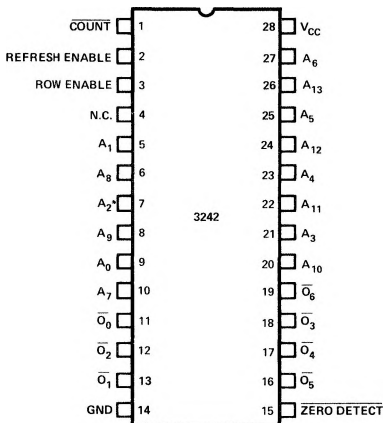 COUNT 1 28 VCC
REFRESH ENABLE 2 27 A6
ROW ENABLE 3 26 A13
N.C. 4 25 A5
A1 5 24 A12
A8 6 23 A4
A2* 7 22 A11
3242
A9 8 21 A3
A0 9 20 A10
A7 10 19 O6
O0 11 18 O3
O2 12 17 O4
O1 13 16 O5
GND 14 15 ZERO DETECT